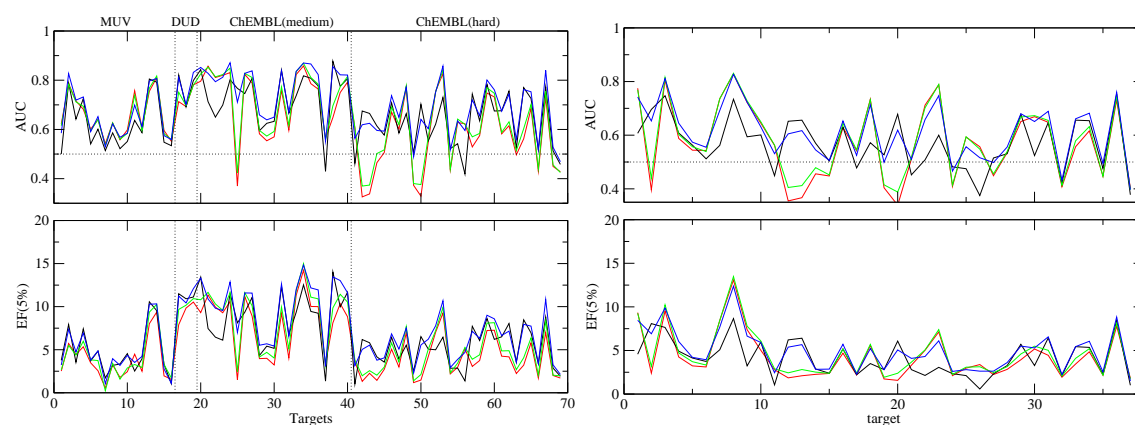 MUV DUD ChEMBL(medium) ChEMBL(hard)
1 0.8 0.6 0.4
AUC
20 15 10 5 0
EF(5%)
0 10 20 30 40 50 60 70
Targets
1 0.8 0.6 0.4
AUC
20 15 10 5 0
EF(5%)
0 10 20 30
target